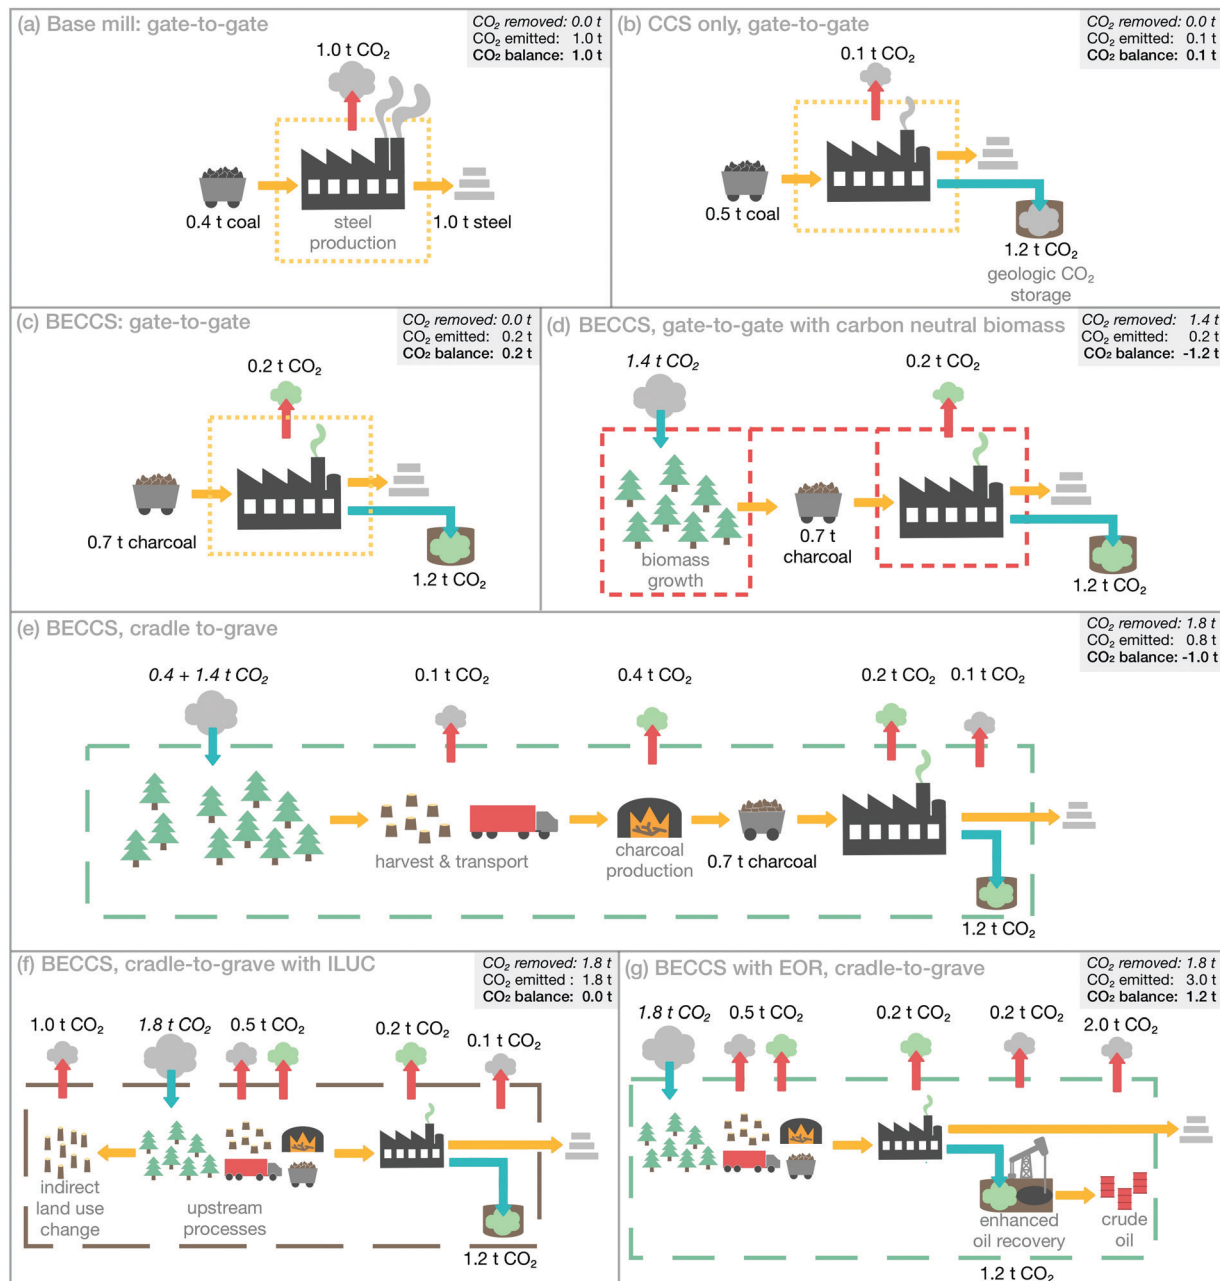 (a) Base mill: gate-to-gate
CO₂ removed: 0.0 t
CO₂ emitted: 1.0 t
CO₂ balance: 1.0 t
1.0 t CO₂
0.4 t coal
steel
production
1.0 t steel
(b) CCS only, gate-to-gate
CO₂ removed: 0.0 t
CO₂ emitted: 0.1 t
CO₂ balance: 0.1 t
0.1 t CO₂
0.5 t coal
1.2 t CO₂
geologic CO₂
storage
(c) BECCS: gate-to-gate
CO₂ removed: 0.0 t
CO₂ emitted: 0.2 t
CO₂ balance: 0.2 t
0.2 t CO₂
0.7 t charcoal
1.2 t CO₂
(d) BECCS, gate-to-gate with carbon neutral biomass
CO₂ removed: 1.4 t
CO₂ emitted: 0.2 t
CO₂ balance: -1.2 t
1.4 t CO₂
0.2 t CO₂
biomass
growth
0.7 t
charcoal
1.2 t CO₂
(e) BECCS, cradle to-grave
CO₂ removed: 1.8 t
CO₂ emitted: 0.8 t
CO₂ balance: -1.0 t
0.4 + 1.4 t CO₂
0.1 t CO₂
0.4 t CO₂
0.2 t CO₂
0.1 t CO₂
harvest & transport
charcoal
production
0.7 t charcoal
1.2 t CO₂
(f) BECCS, cradle-to-grave with ILUC
CO₂ removed: 1.8 t
CO₂ emitted : 1.8 t
CO₂ balance: 0.0 t
1.0 t CO₂
1.8 t CO₂
0.5 t CO₂
0.2 t CO₂
0.1 t CO₂
indirect
land use
change
upstream
processes
1.2 t CO₂
(g) BECCS with EOR, cradle-to-grave
CO₂ removed: 1.8 t
CO₂ emitted: 3.0 t
CO₂ balance: 1.2 t
1.8 t CO₂
0.5 t CO₂
0.2 t CO₂
0.2 t CO₂
2.0 t CO₂
enhanced
oil recovery
crude
oil
1.2 t CO₂